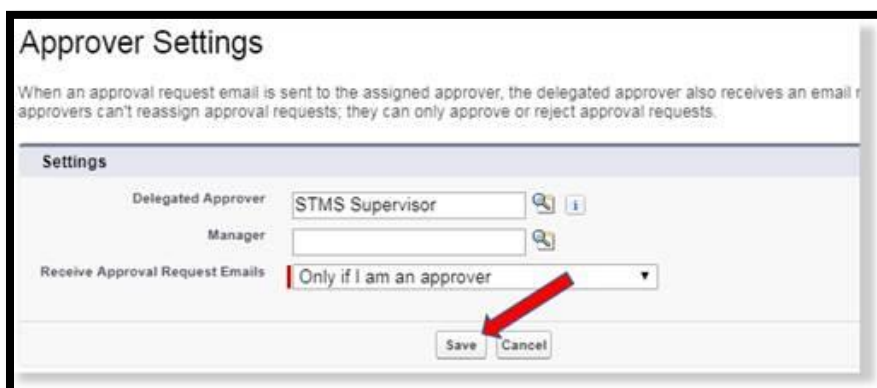 Approver Settings
When an approval request email is sent to the assigned approver, the delegated approver also receives an email
approvers can't reassign approval requests; they can only approve or reject approval requests.
Settings
Delegated Approver STMS Supervisor
Manager
Receive Approval Request Emails Only if I am an approver
Save Cancel